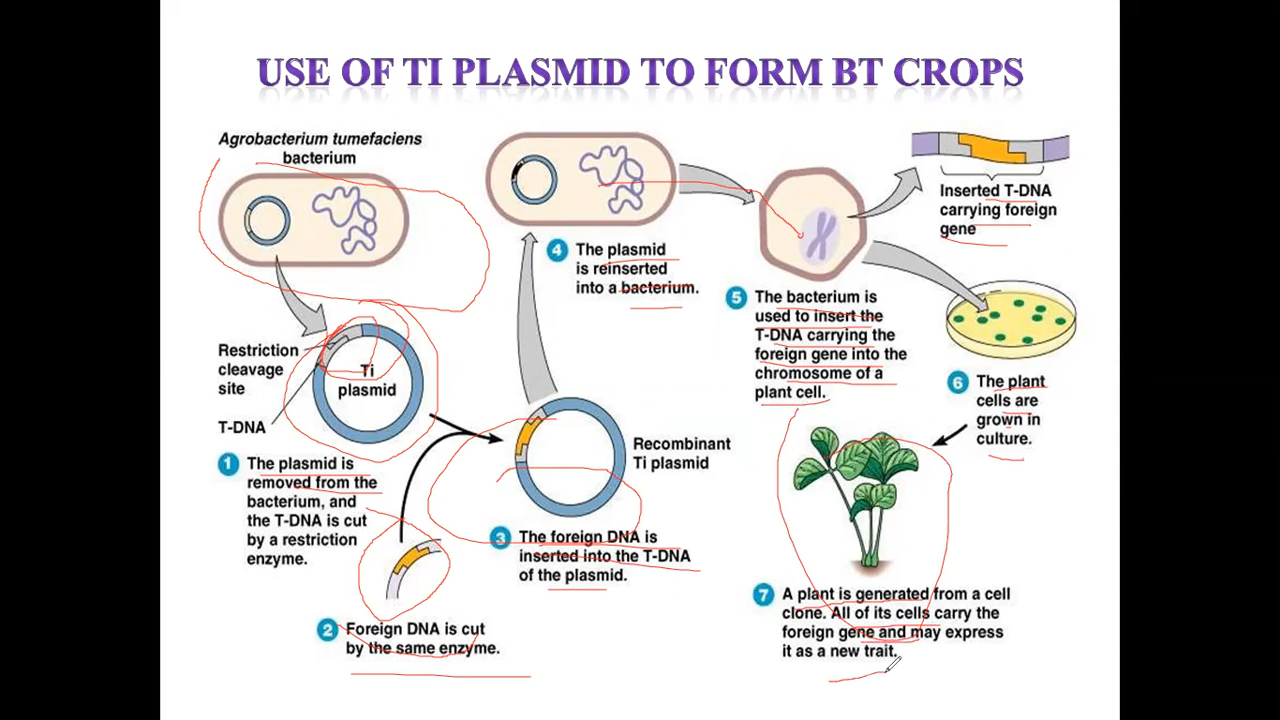 USE OF TI PLASMID TO FORM BT CROPS
Agrobacterium tumefaciens
bacterium
Restriction
cleavage
site
T-DNA
Ti
plasmid
1 The plasmid is
removed from the
bacterium, and
the T-DNA is cut
by a restriction
enzyme.
2 Foreign DNA is cut
by the same enzyme.
Recombinant
Ti plasmid
3 The foreign DNA is
inserted into the T-DNA
of the plasmid.
4 The plasmid
is reinserted
into a bacterium.
5 The bacterium is
used to insert the
T-DNA carrying the
foreign gene into the
chromosome of a
plant cell.
Inserted T-DNA
carrying foreign
gene
6 The plant
cells are
grown in
culture.
7 A plant is generated from a cell
clone. All of its cells carry the
foreign gene and may express
it as a new trait.